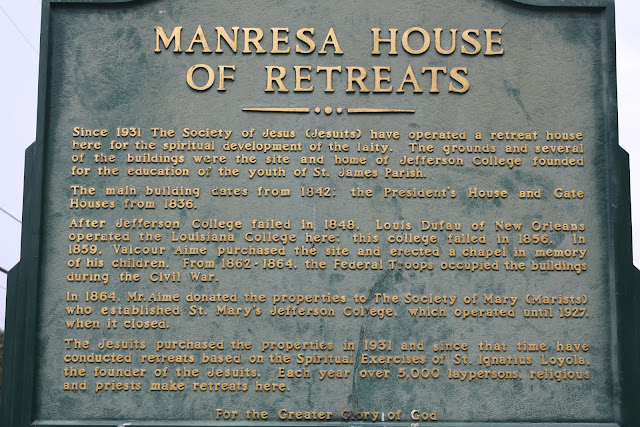 MANRESA HOUSE
OF RETREATS
Since 1931 The Society of Jesus (Jesuits) have operated a retreat house
here for the spiritual development of the laity. The grounds and several
of the buildings were the site and home of Jefferson College founded
for the education of the youth of St. James Parish.
The main building dates from 1842; the President's House and Gate
Houses from 1836.
After Jefferson College failed in 1848, Louis Dufau of New Orleans
operated the Louisiana College here; this college failed in 1856. In
1859, Valcour Aime purchased the site and erected a chapel in memory
of his children. From 1862-1864, the Federal Troops occupied the buildings
during the Civil War.
In 1864, Mr. Aime donated the properties to The Society of Mary (Marists)
who established St. Mary's Jefferson College, which operated until 1927,
when it closed.
The Jesuits purchased the properties in 1931 and since that time have
conducted retreats based on the Spiritual Exercises of St. Ignatius Loyola,
the founder of the Jesuits. Each year over 5,000 laypersons, religious
and priests make retreats here.
For the Greater Glory of God